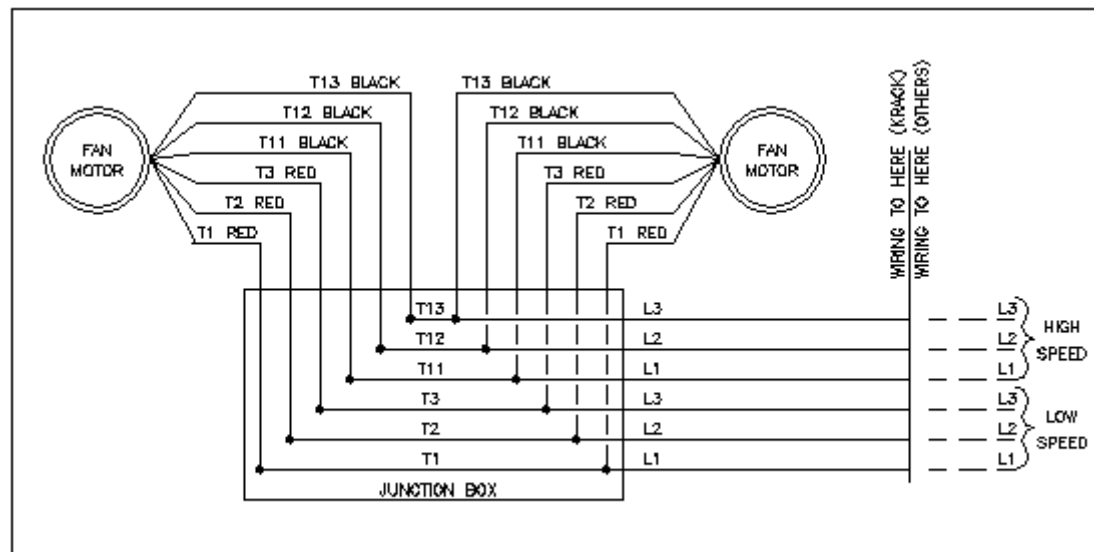 T13 BLACK
T12 BLACK
T11 BLACK
T3 RED
T2 RED
T1 RED
FAN
MOTOR
T13 BLACK
T12 BLACK
T11 BLACK
T3 RED
T2 RED
T1 RED
FAN
MOTOR
WIRING TO HERE (KRACK)
WIRING TO HERE (OTHERS)
T13
L3
L3
T12
L2
L2
T11
L1
L1
HIGH
SPEED
T3
L3
L3
T2
L2
L2
T1
L1
L1
LOW
SPEED
JUNCTION BOX